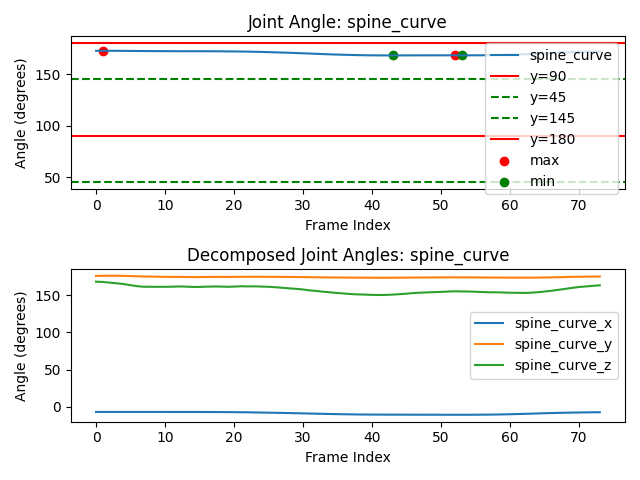 Joint Angle: spine_curve
Angle (degrees)
150
100
50
spine_curve
y=90
y=45
y=145
y=180
max
min
0 10 20 30 40 50 60 70
Frame Index
Decomposed Joint Angles: spine_curve
Angle (degrees)
150
100
50
0
spine_curve_x
spine_curve_y
spine_curve_z
0 10 20 30 40 50 60 70
Frame Index